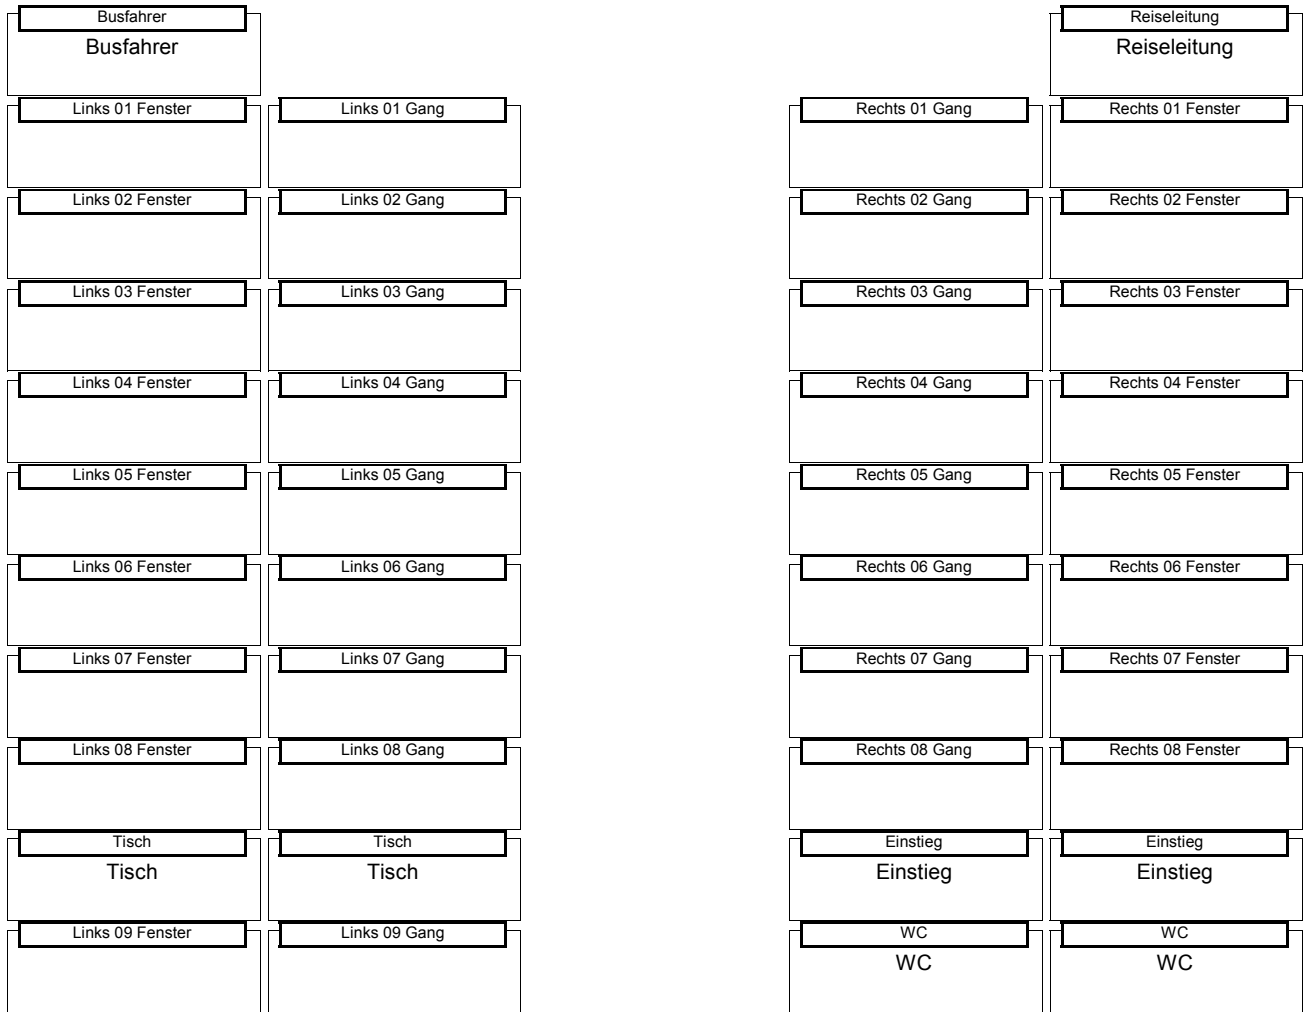 Busfahrer Reiseleitung
Busfahrer Reiseleitung
Links 01 Fenster Links 01 Gang Rechts 01 Gang Rechts 01 Fenster
Links 02 Fenster Links 02 Gang Rechts 02 Gang Rechts 02 Fenster
Links 03 Fenster Links 03 Gang Rechts 03 Gang Rechts 03 Fenster
Links 04 Fenster Links 04 Gang Rechts 04 Gang Rechts 04 Fenster
Links 05 Fenster Links 05 Gang Rechts 05 Gang Rechts 05 Fenster
Links 06 Fenster Links 06 Gang Rechts 06 Gang Rechts 06 Fenster
Links 07 Fenster Links 07 Gang Rechts 07 Gang Rechts 07 Fenster
Links 08 Fenster Links 08 Gang Rechts 08 Gang Rechts 08 Fenster
Tisch Tisch Einstieg Einstieg
Tisch Tisch Einstieg Einstieg
Links 09 Fenster Links 09 Gang WC WC
WC WC